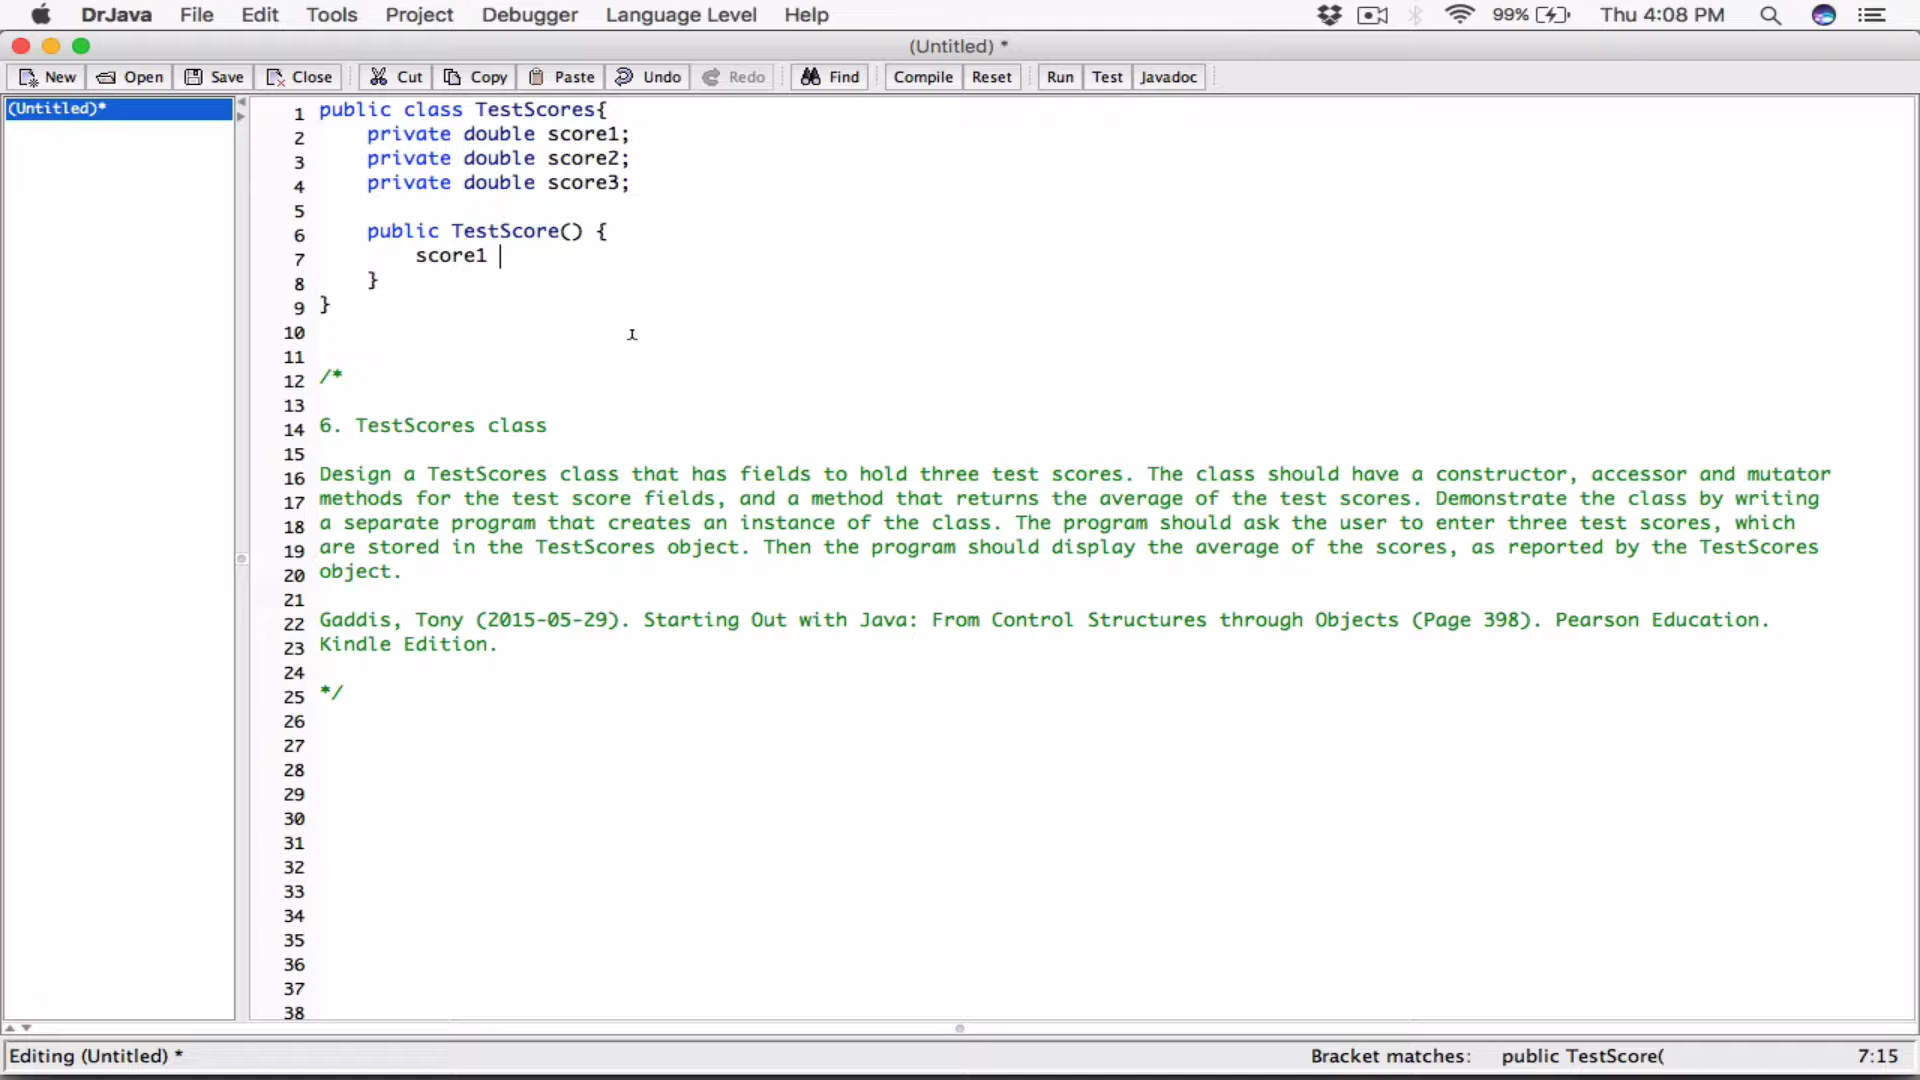 DrJava File Edit Tools Project Debugger Language Level Help 99% Thu 4:08 PM
(Untitled) *
New Open Save Close Cut Copy Paste Undo Redo Find Compile Reset Run Test Javadoc
(Untitled)*
1 public class TestScores{
2 private double score1;
3 private double score2;
4 private double score3;
5
6 public TestScore() {
7 score1
8 }
9 }
10
11
12 /*
13
14 6. TestScores class
15
16 Design a TestScores class that has fields to hold three test scores. The class should have a constructor, accessor and mutator
17 methods for the test score fields, and a method that returns the average of the test scores. Demonstrate the class by writing
18 a separate program that creates an instance of the class. The program should ask the user to enter three test scores, which
19 are stored in the TestScores object. Then the program should display the average of the scores, as reported by the TestScores
20 object.
21
22 Gaddis, Tony (2015-05-29). Starting Out with Java: From Control Structures through Objects (Page 398). Pearson Education.
23 Kindle Edition.
24
25 */
26
27
28
29
30
31
32
33
34
35
36
37
38
Editing (Untitled) * Bracket matches: public TestScore( 7:15